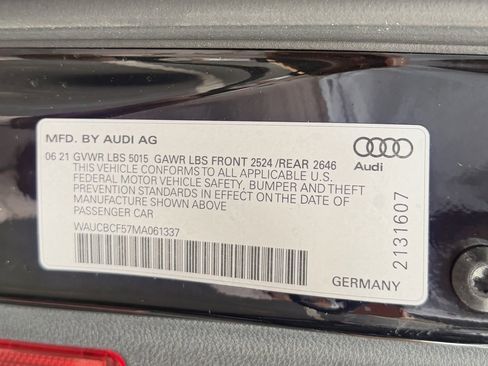 MFD. BY AUDI AG
06 21 GVWR LBS 5015 GAWR LBS FRONT 2524 /REAR 2646
THIS VEHICLE CONFORMS TO ALL APPLICABLE U.S.
FEDERAL MOTOR VEHICLE SAFETY, BUMPER AND THEFT
PREVENTION STANDARDS IN EFFECT ON THE DATE OF
MANUFACTURE SHOWN ABOVE
PASSENGER CAR
WAUCBCF57MA061337
Audi
2131607
GERMANY